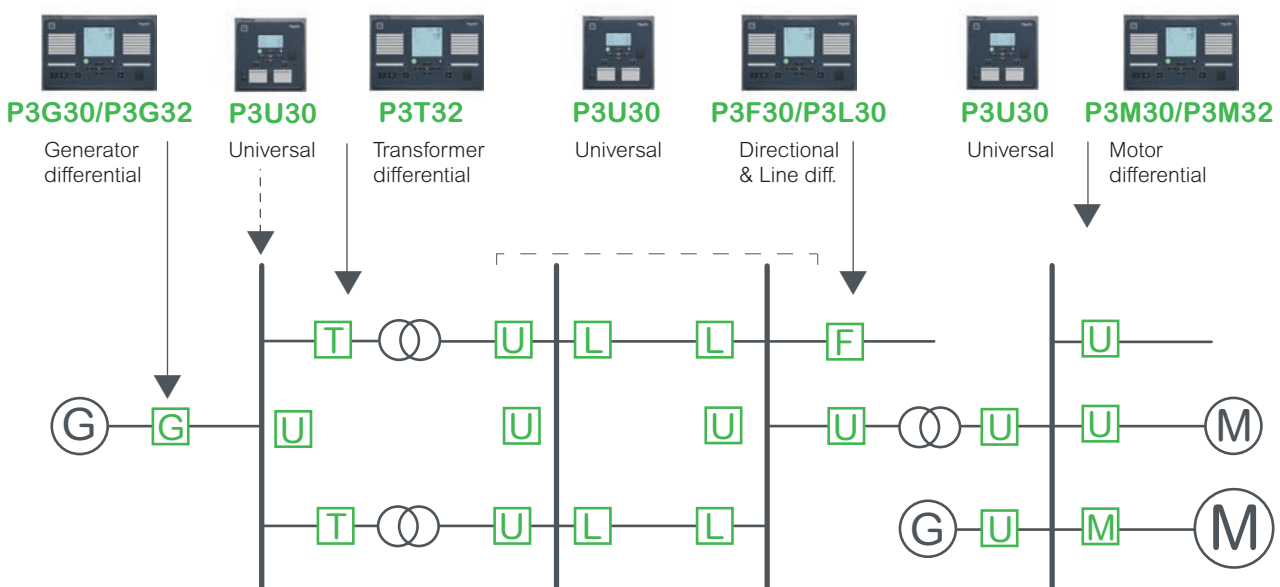 P3G30/P3G32 P3U30 P3T32 P3U30 P3F30/P3L30 P3U30 P3M30/P3M32
Generator differential
Universal
Transformer differential
Universal
Directional & Line diff.
Universal
Motor differential
T U L L F U
G G U U U U U U M
T U L L G U M M